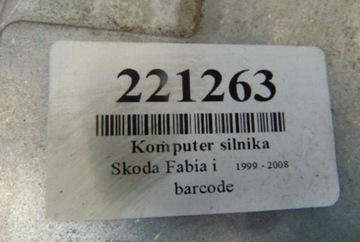 221263
Komputer silnika
Skoda Fabia i 1999 - 2008
barcode